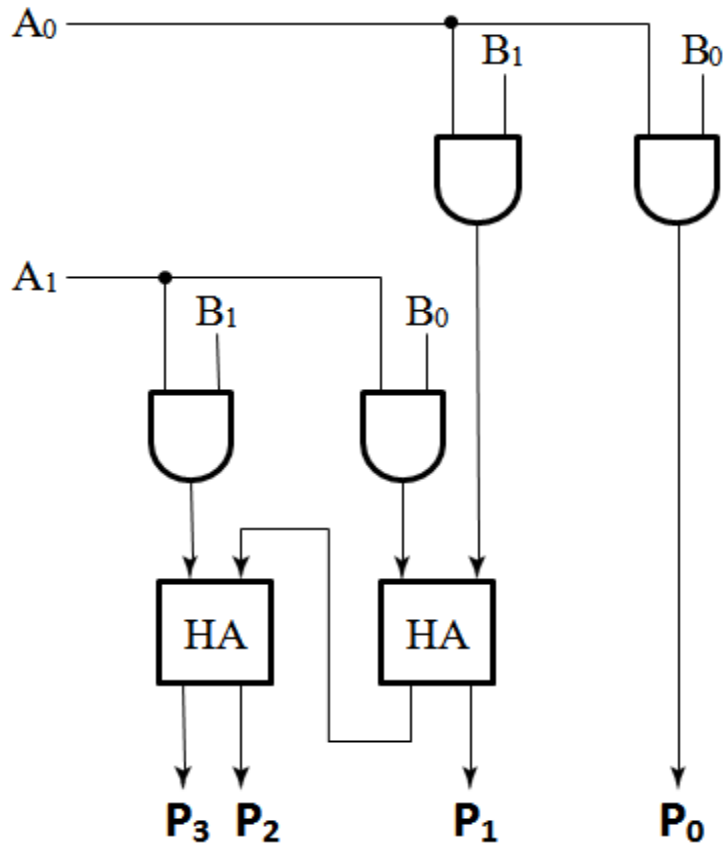 A₀
B₁ B₀
A₁
B₁ B₀
HA HA
P₃ P₂ P₁ P₀